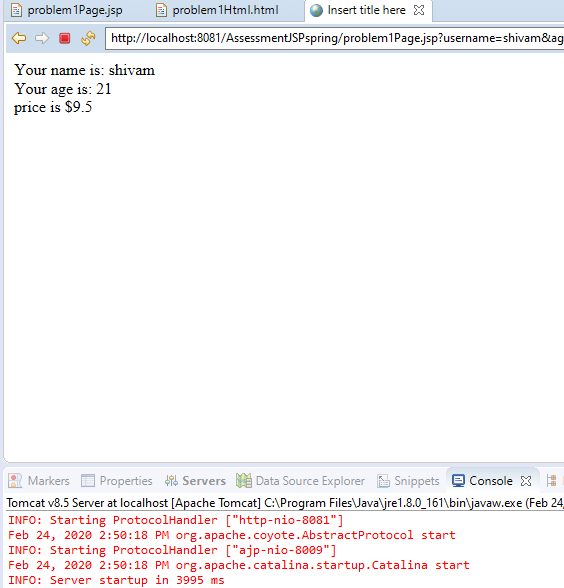 problem1Page.jsp problem1Html.html Insert title here
http://localhost:8081/AssessmentJSPspring/problem1Page.jsp?username=shivam&ag
Your name is: shivam
Your age is: 21
price is $9.5
Markers Properties Servers Data Source Explorer Snippets Console
Tomcat v8.5 Server at localhost [Apache Tomcat] C:\Program Files\Java\jre1.8.0_161\bin\javaw.exe (Feb 24,
INFO: Starting ProtocolHandler ["http-nio-8081"]
Feb 24, 2020 2:50:18 PM org.apache.coyote.AbstractProtocol start
INFO: Starting ProtocolHandler ["ajp-nio-8009"]
Feb 24, 2020 2:50:18 PM org.apache.catalina.startup.Catalina start
INFO: Server startup in 3995 ms